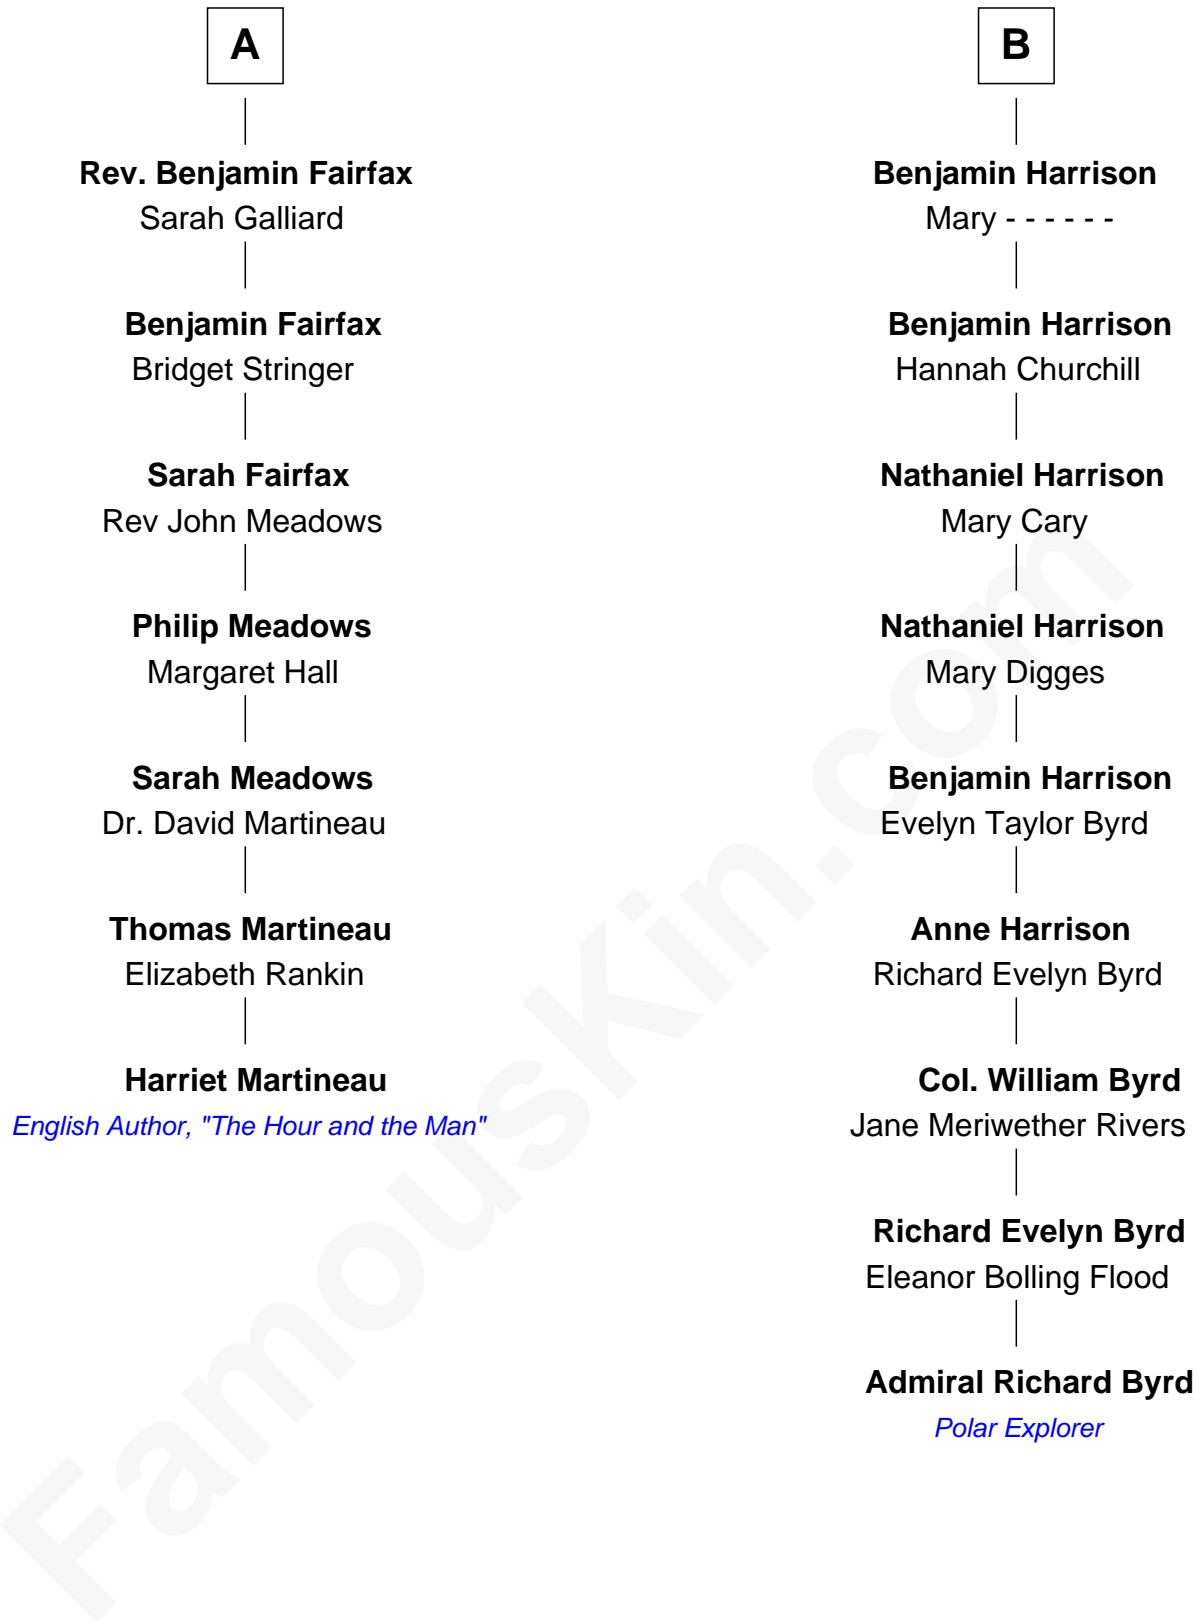 A
Rev. Benjamin Fairfax
Sarah Galliard
Benjamin Fairfax
Bridget Stringer
Sarah Fairfax
Rev John Meadows
Philip Meadows
Margaret Hall
Sarah Meadows
Dr. David Martineau
Thomas Martineau
Elizabeth Rankin
Harriet Martineau
English Author, "The Hour and the Man"
B
Benjamin Harrison
Mary - - - - - -
Benjamin Harrison
Hannah Churchill
Nathaniel Harrison
Mary Cary
Nathaniel Harrison
Mary Digges
Benjamin Harrison
Evelyn Taylor Byrd
Anne Harrison
Richard Evelyn Byrd
Col. William Byrd
Jane Meriwether Rivers
Richard Evelyn Byrd
Eleanor Bolling Flood
Admiral Richard Byrd
Polar Explorer
FamousKin.com